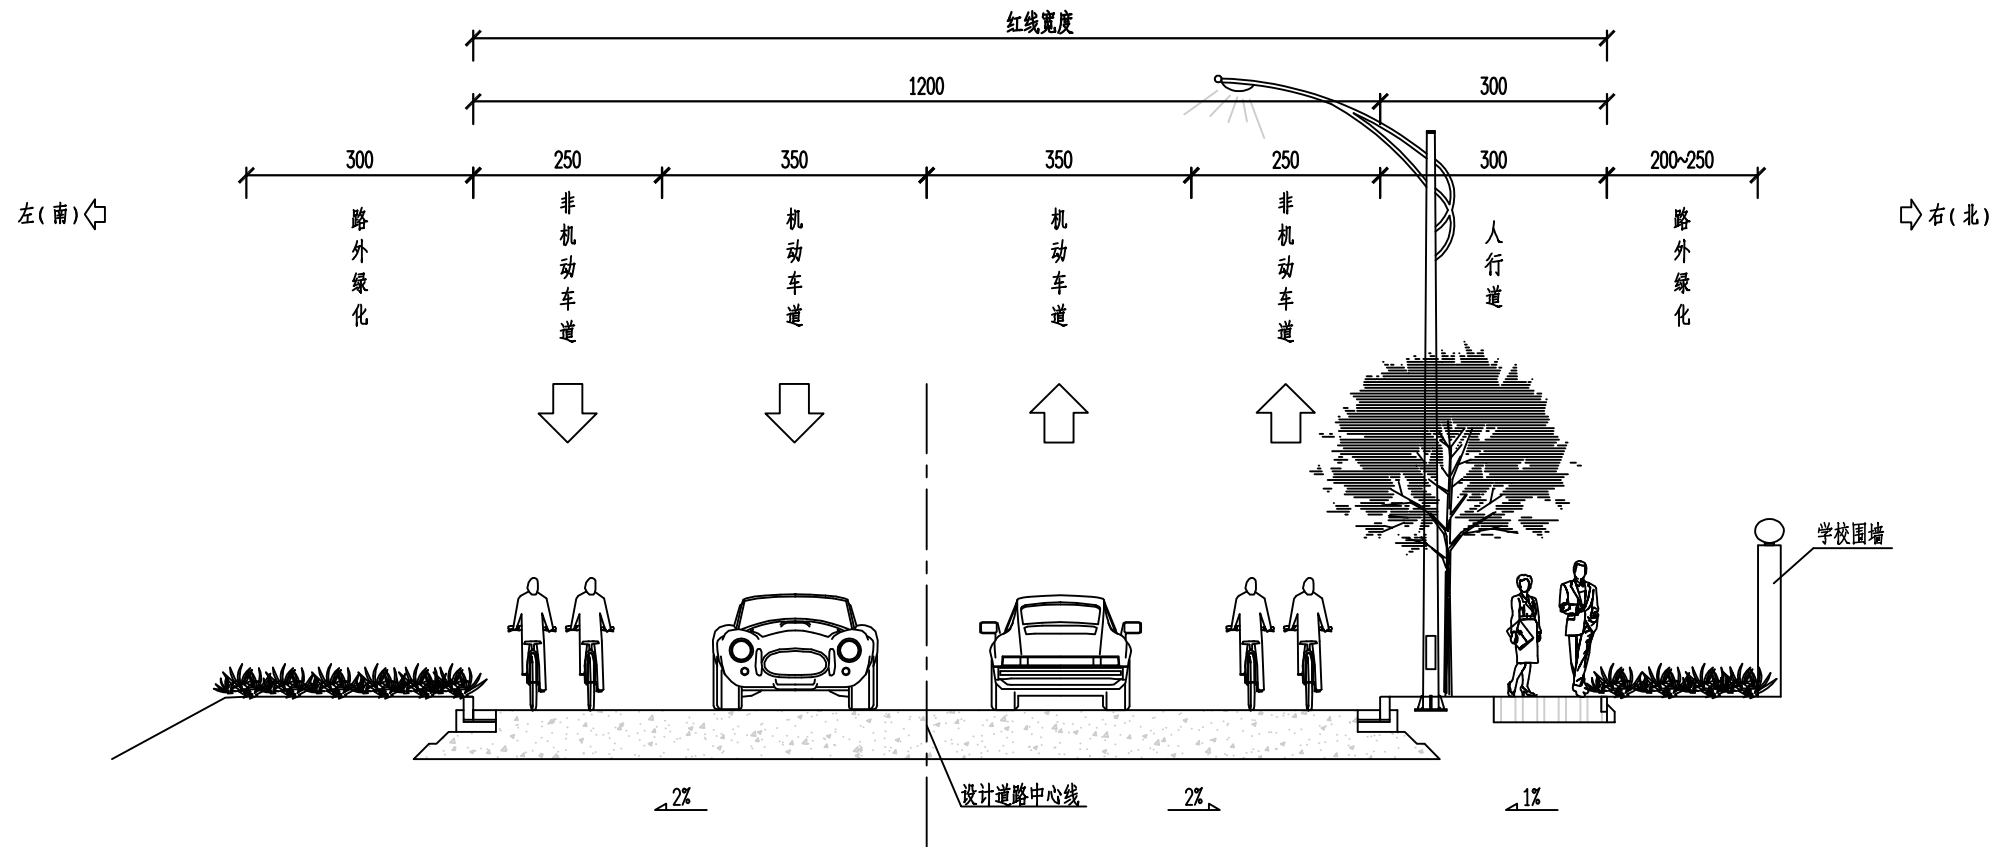 红线宽度
1200
300
300
250
350
350
250
300
200~250
左(南)
路外绿化
非机动车道
机动车道
机动车道
非机动车道
人行道
路外绿化
右(北)
学校围墙
2%
设计道路中心线
2%
1%